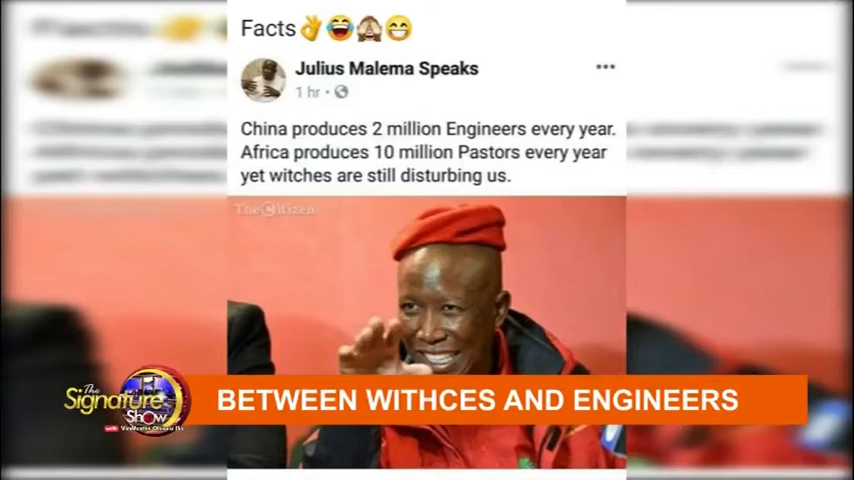 Facts👌😂🙈😁
Julius Malema Speaks
1 hr ·
China produces 2 million Engineers every year.
Africa produces 10 million Pastors every year
yet witches are still disturbing us.
The Citizen
The
Signature
Show
BETWEEN WITHCES AND ENGINEERS